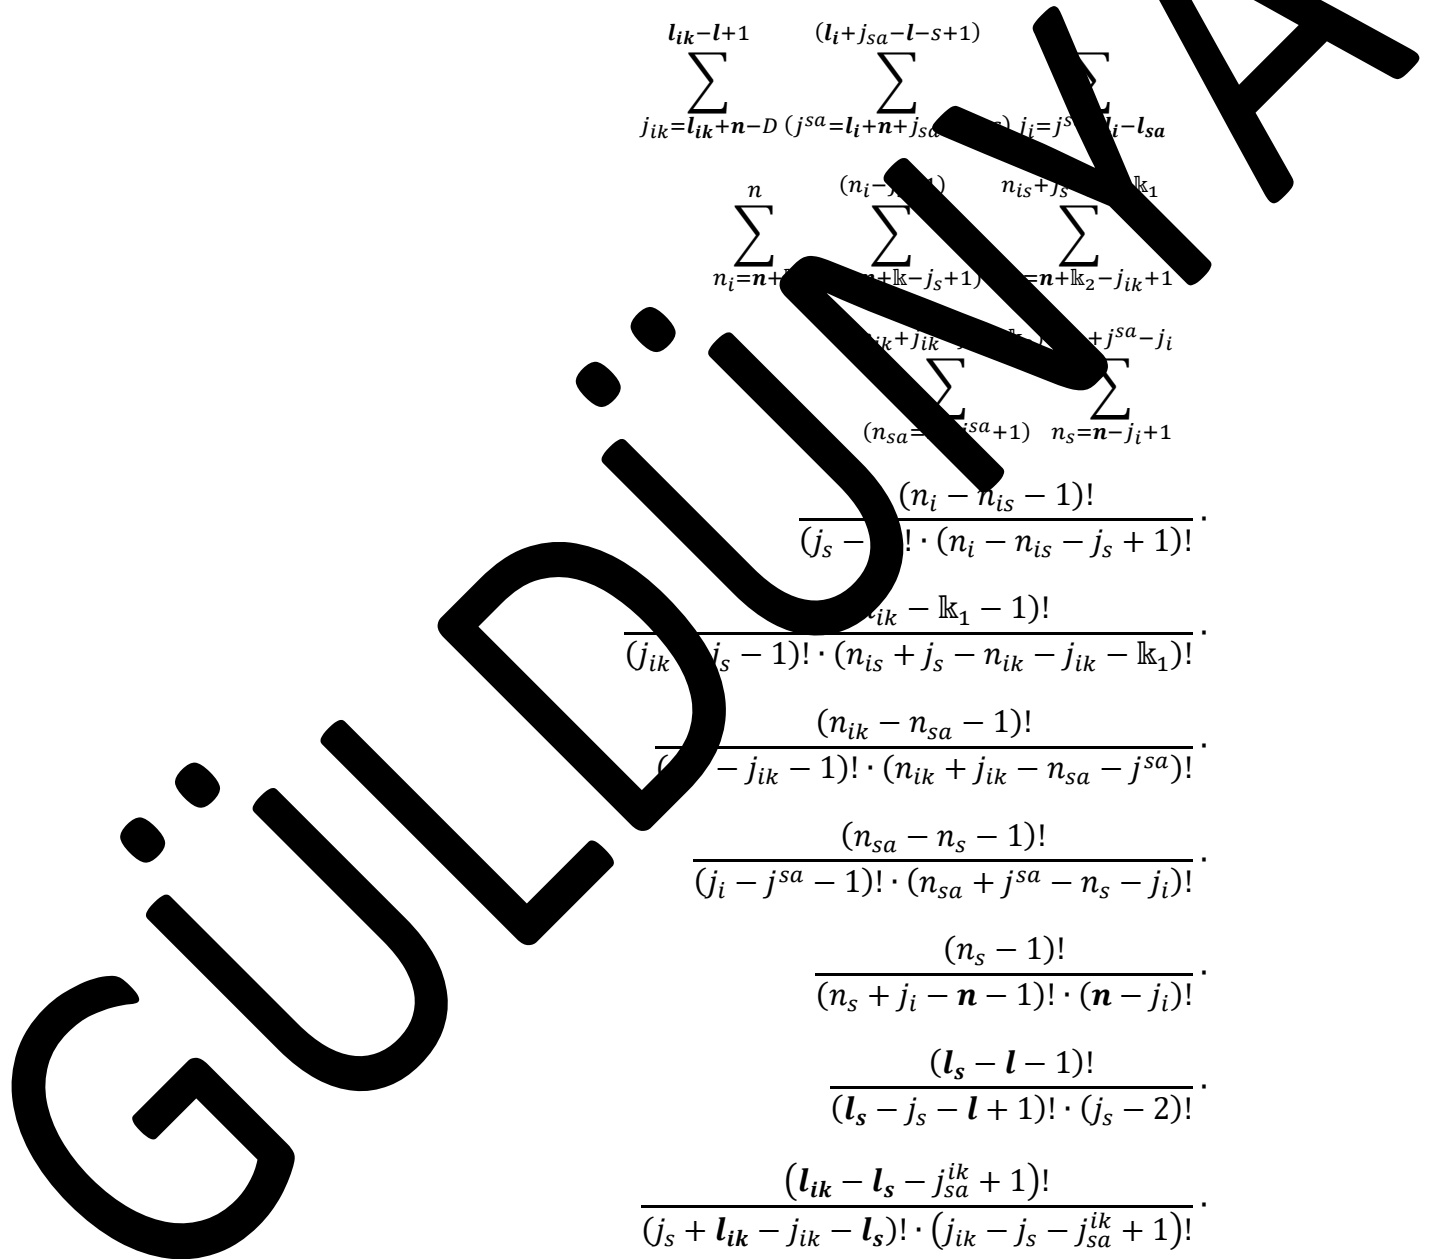 l_{ik}−l+1 (l_i+j_{sa}−l−s+1)
∑ ∑ ∑
j_{ik}=l_{ik}+n−D (j^{sa}=l_i+n+j_{sa} j_i=j^{s} l_i−l_{sa}
n (n_i−j 1) n_{is}+j_s 𝕜_1
∑ ∑ ∑
n_i=n+𝕜 n+𝕜−j_s+1) =n+𝕜_2−j_{ik}+1
_{ik}+j_{ik} +j^{sa}−j_i
∑ ∑
(n_{sa}= j^{sa}+1) n_s=n−j_i+1
(n_i − n_{is} − 1)!
(j_s − )! · (n_i − n_{is} − j_s + 1)! ·
_{ik} − 𝕜_1 − 1)!
(j_{ik} j_s − 1)! · (n_{is} + j_s − n_{ik} − j_{ik} − 𝕜_1)! ·
(n_{ik} − n_{sa} − 1)!
( − j_{ik} − 1)! · (n_{ik} + j_{ik} − n_{sa} − j^{sa})! ·
(n_{sa} − n_s − 1)!
(j_i − j^{sa} − 1)! · (n_{sa} + j^{sa} − n_s − j_i)! ·
(n_s − 1)!
(n_s + j_i − n − 1)! · (n − j_i)! ·
(l_s − l − 1)!
(l_s − j_s − l + 1)! · (j_s − 2)! ·
(l_{ik} − l_s − j_{sa}^{ik} + 1)!
(j_s + l_{ik} − j_{ik} − l_s)! · (j_{ik} − j_s − j_{sa}^{ik} + 1)! ·
GÜLDÜNYA